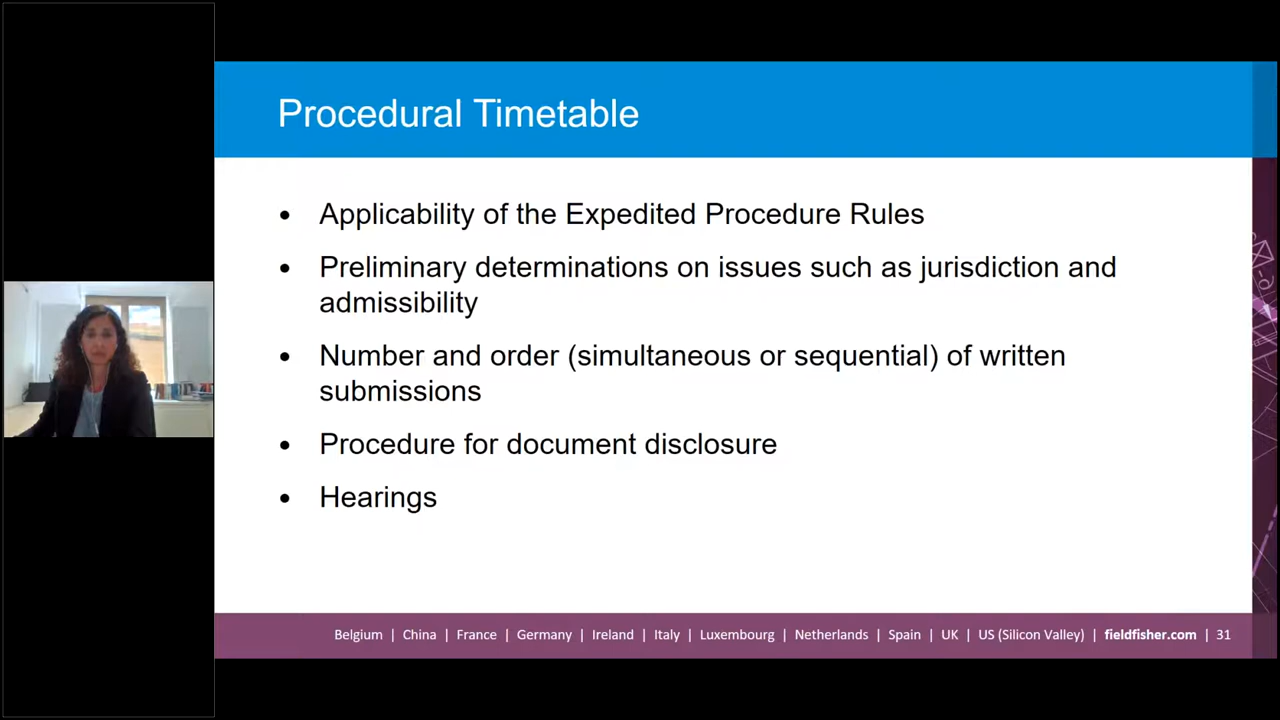 Procedural Timetable
• Applicability of the Expedited Procedure Rules
• Preliminary determinations on issues such as jurisdiction and
admissibility
• Number and order (simultaneous or sequential) of written
submissions
• Procedure for document disclosure
• Hearings
Belgium | China | France | Germany | Ireland | Italy | Luxembourg | Netherlands | Spain | UK | US (Silicon Valley) | fieldfisher.com | 31